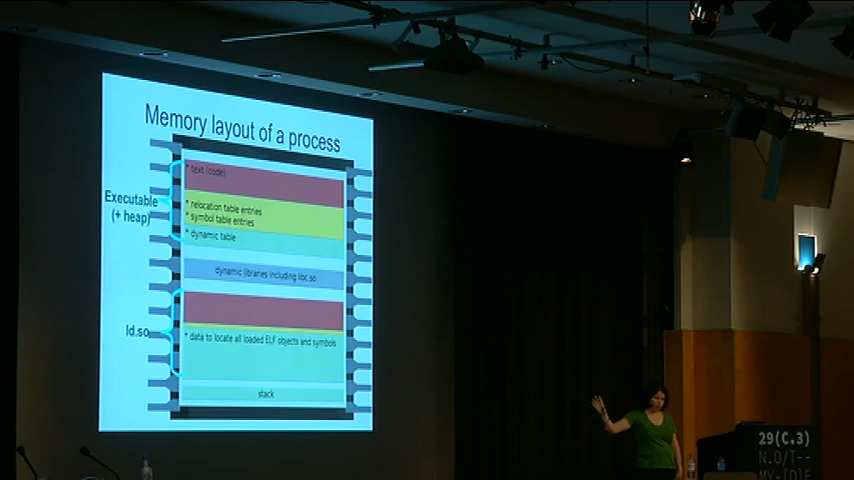 Memory layout of a process
* text (code)
Executable
(+ heap)
* relocation table entries
* symbol table entries
* dynamic table
dynamic libraries including libc.so
ld.so
* data to locate all loaded ELF objects and symbols
stack
29(C.3)
N.O/T--
MY-[D]E